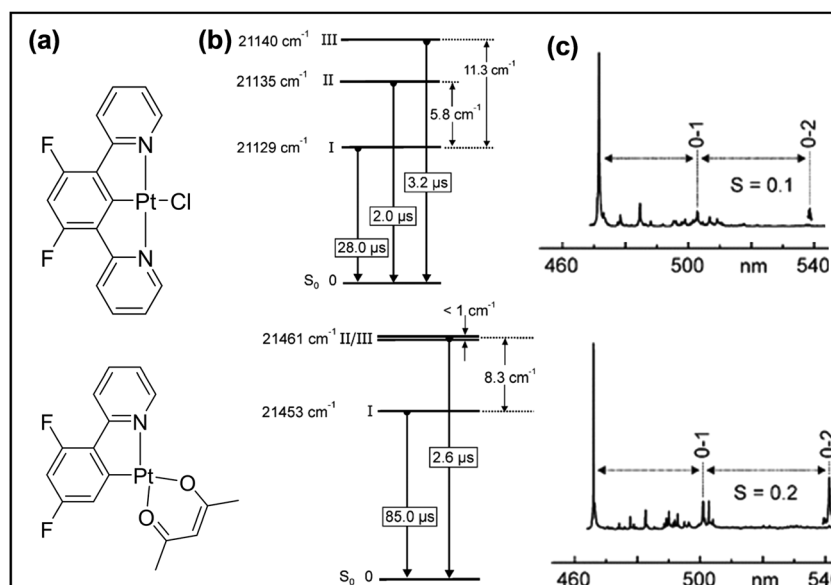 (a)
F
F
N
Pt-Cl
N
(b)
21140 cm⁻¹ III
21135 cm⁻¹ II
21129 cm⁻¹ I
11.3 cm⁻¹
5.8 cm⁻¹
3.2 µs
2.0 µs
28.0 µs
S₀ 0
(c)
0-1
0-2
S = 0.1
460 500 nm 540
F
F
N
Pt
O
O
< 1 cm⁻¹
21461 cm⁻¹ II/III
21453 cm⁻¹ I
8.3 cm⁻¹
2.6 µs
85.0 µs
S₀ 0
0-1
0-2
S = 0.2
460 500 nm 54